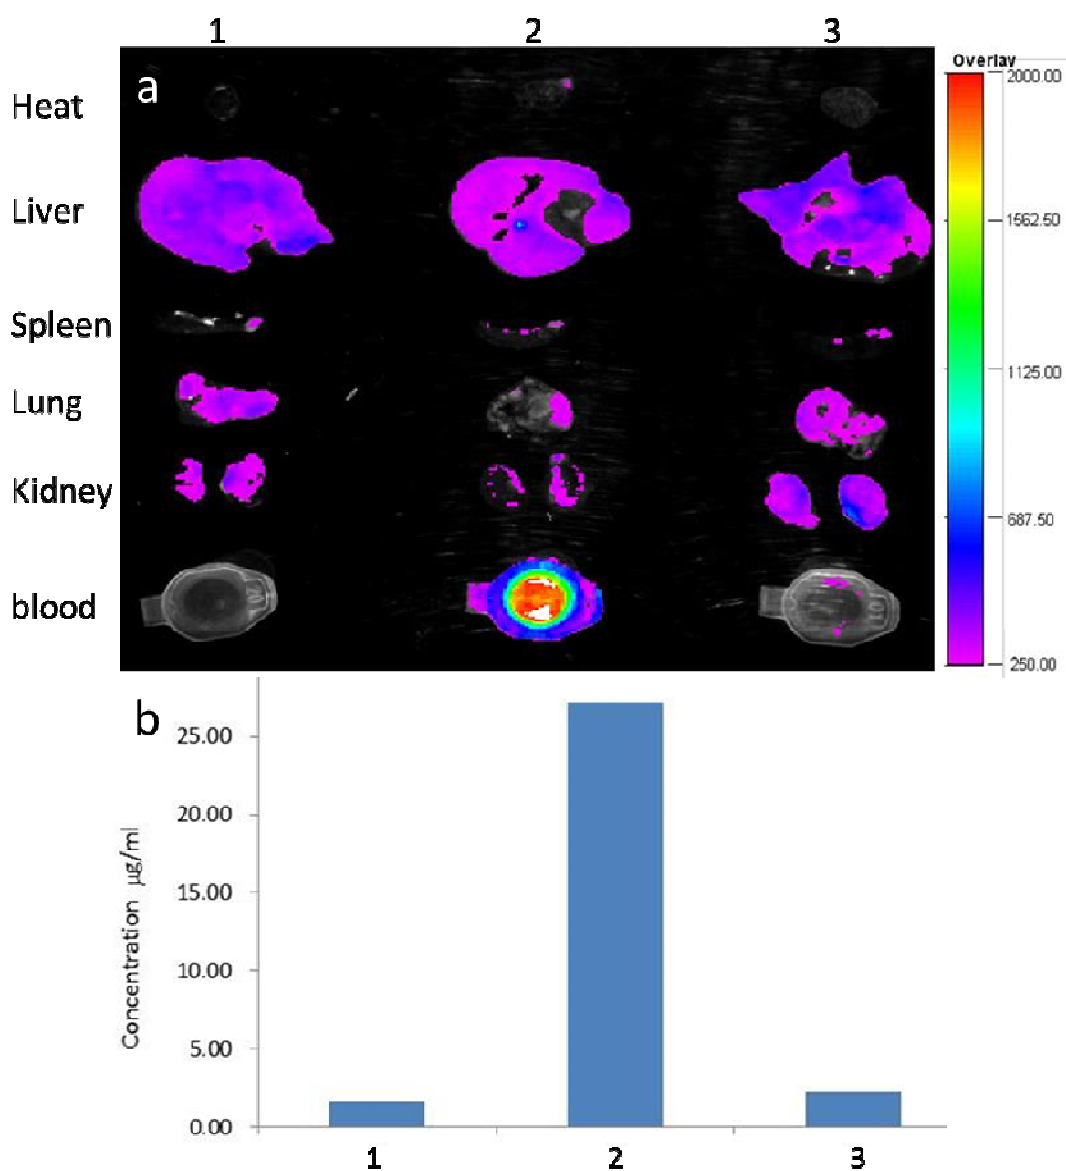 1 2 3
a
Overlay
2000.00
Heat
Liver
1562.50
Spleen
1125.00
Lung
Kidney
687.50
blood
250.00
b
25.00
20.00
15.00
10.00
5.00
0.00
Concentration µg/ml
1 2 3